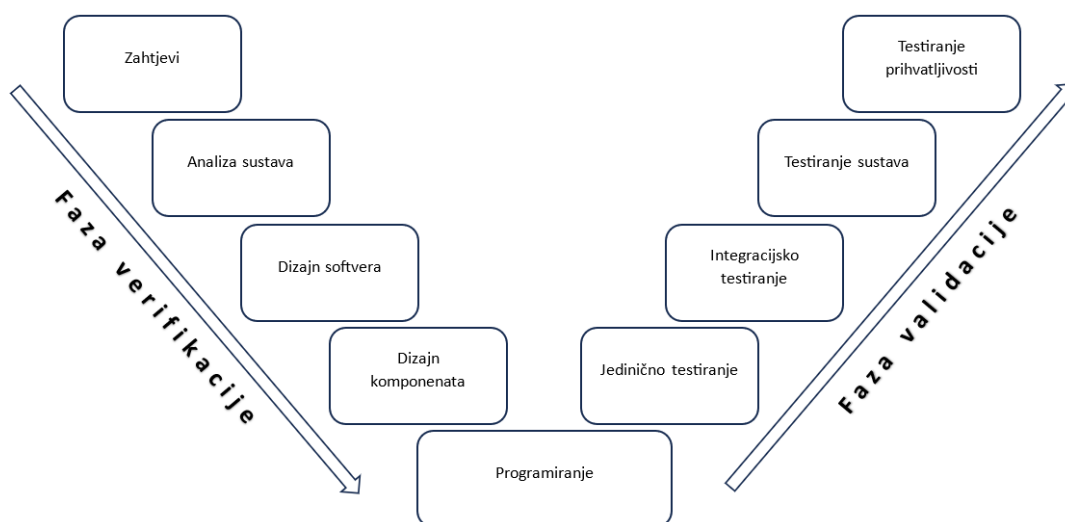 Zahtjevi
Testiranje
prihvatljivosti
Analiza sustava
Testiranje sustava
Dizajn softvera
Integracijsko
testiranje
Dizajn
komponenata
Jedinično testiranje
Programiranje
Faza verifikacije
Faza validacije